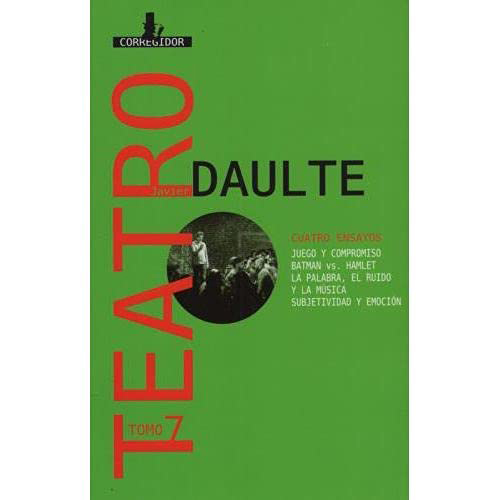 CORREGIDOR
TEATRO
Javier
DAULTE
CUATRO ENSAYOS
JUEGO Y COMPROMISO
BATMAN vs. HAMLET
LA PALABRA, EL RUIDO
Y LA MÚSICA
SUBJETIVIDAD Y EMOCIÓN
TOMO 7